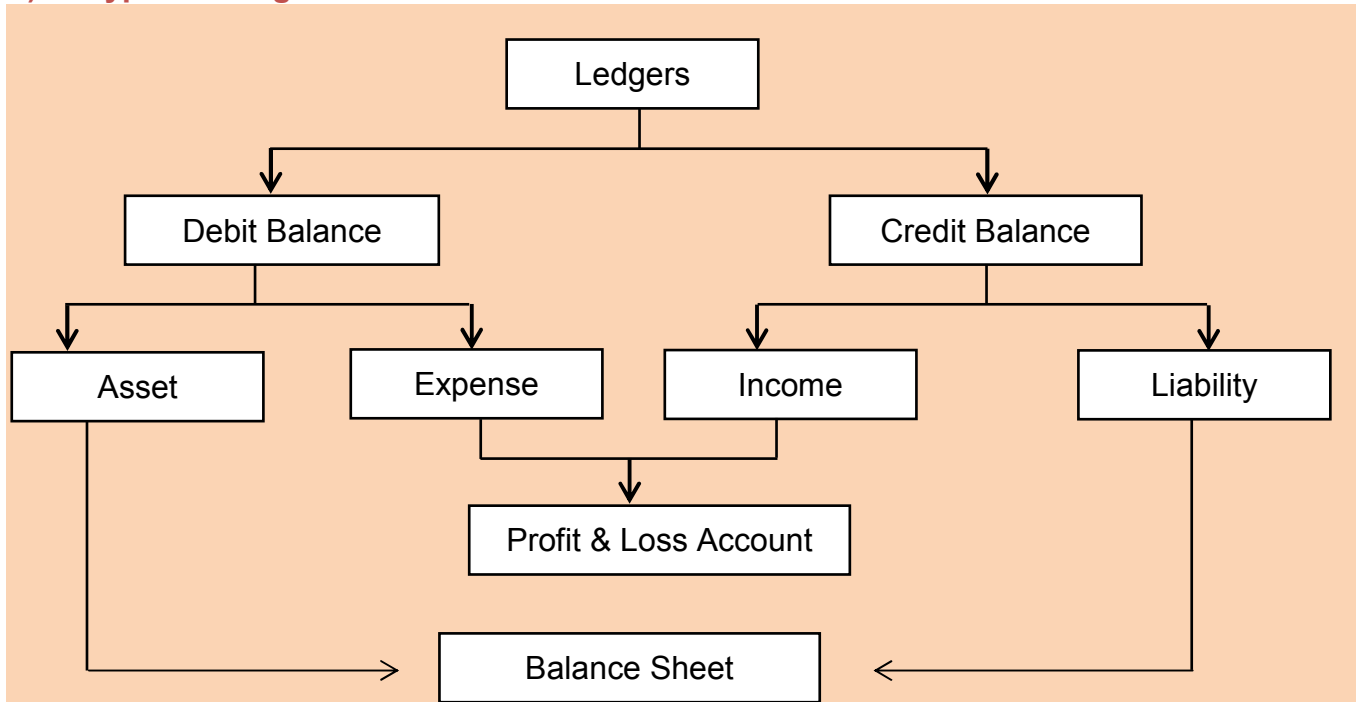 Ledgers
Debit Balance
Credit Balance
Asset
Expense
Income
Liability
Profit & Loss Account
Balance Sheet